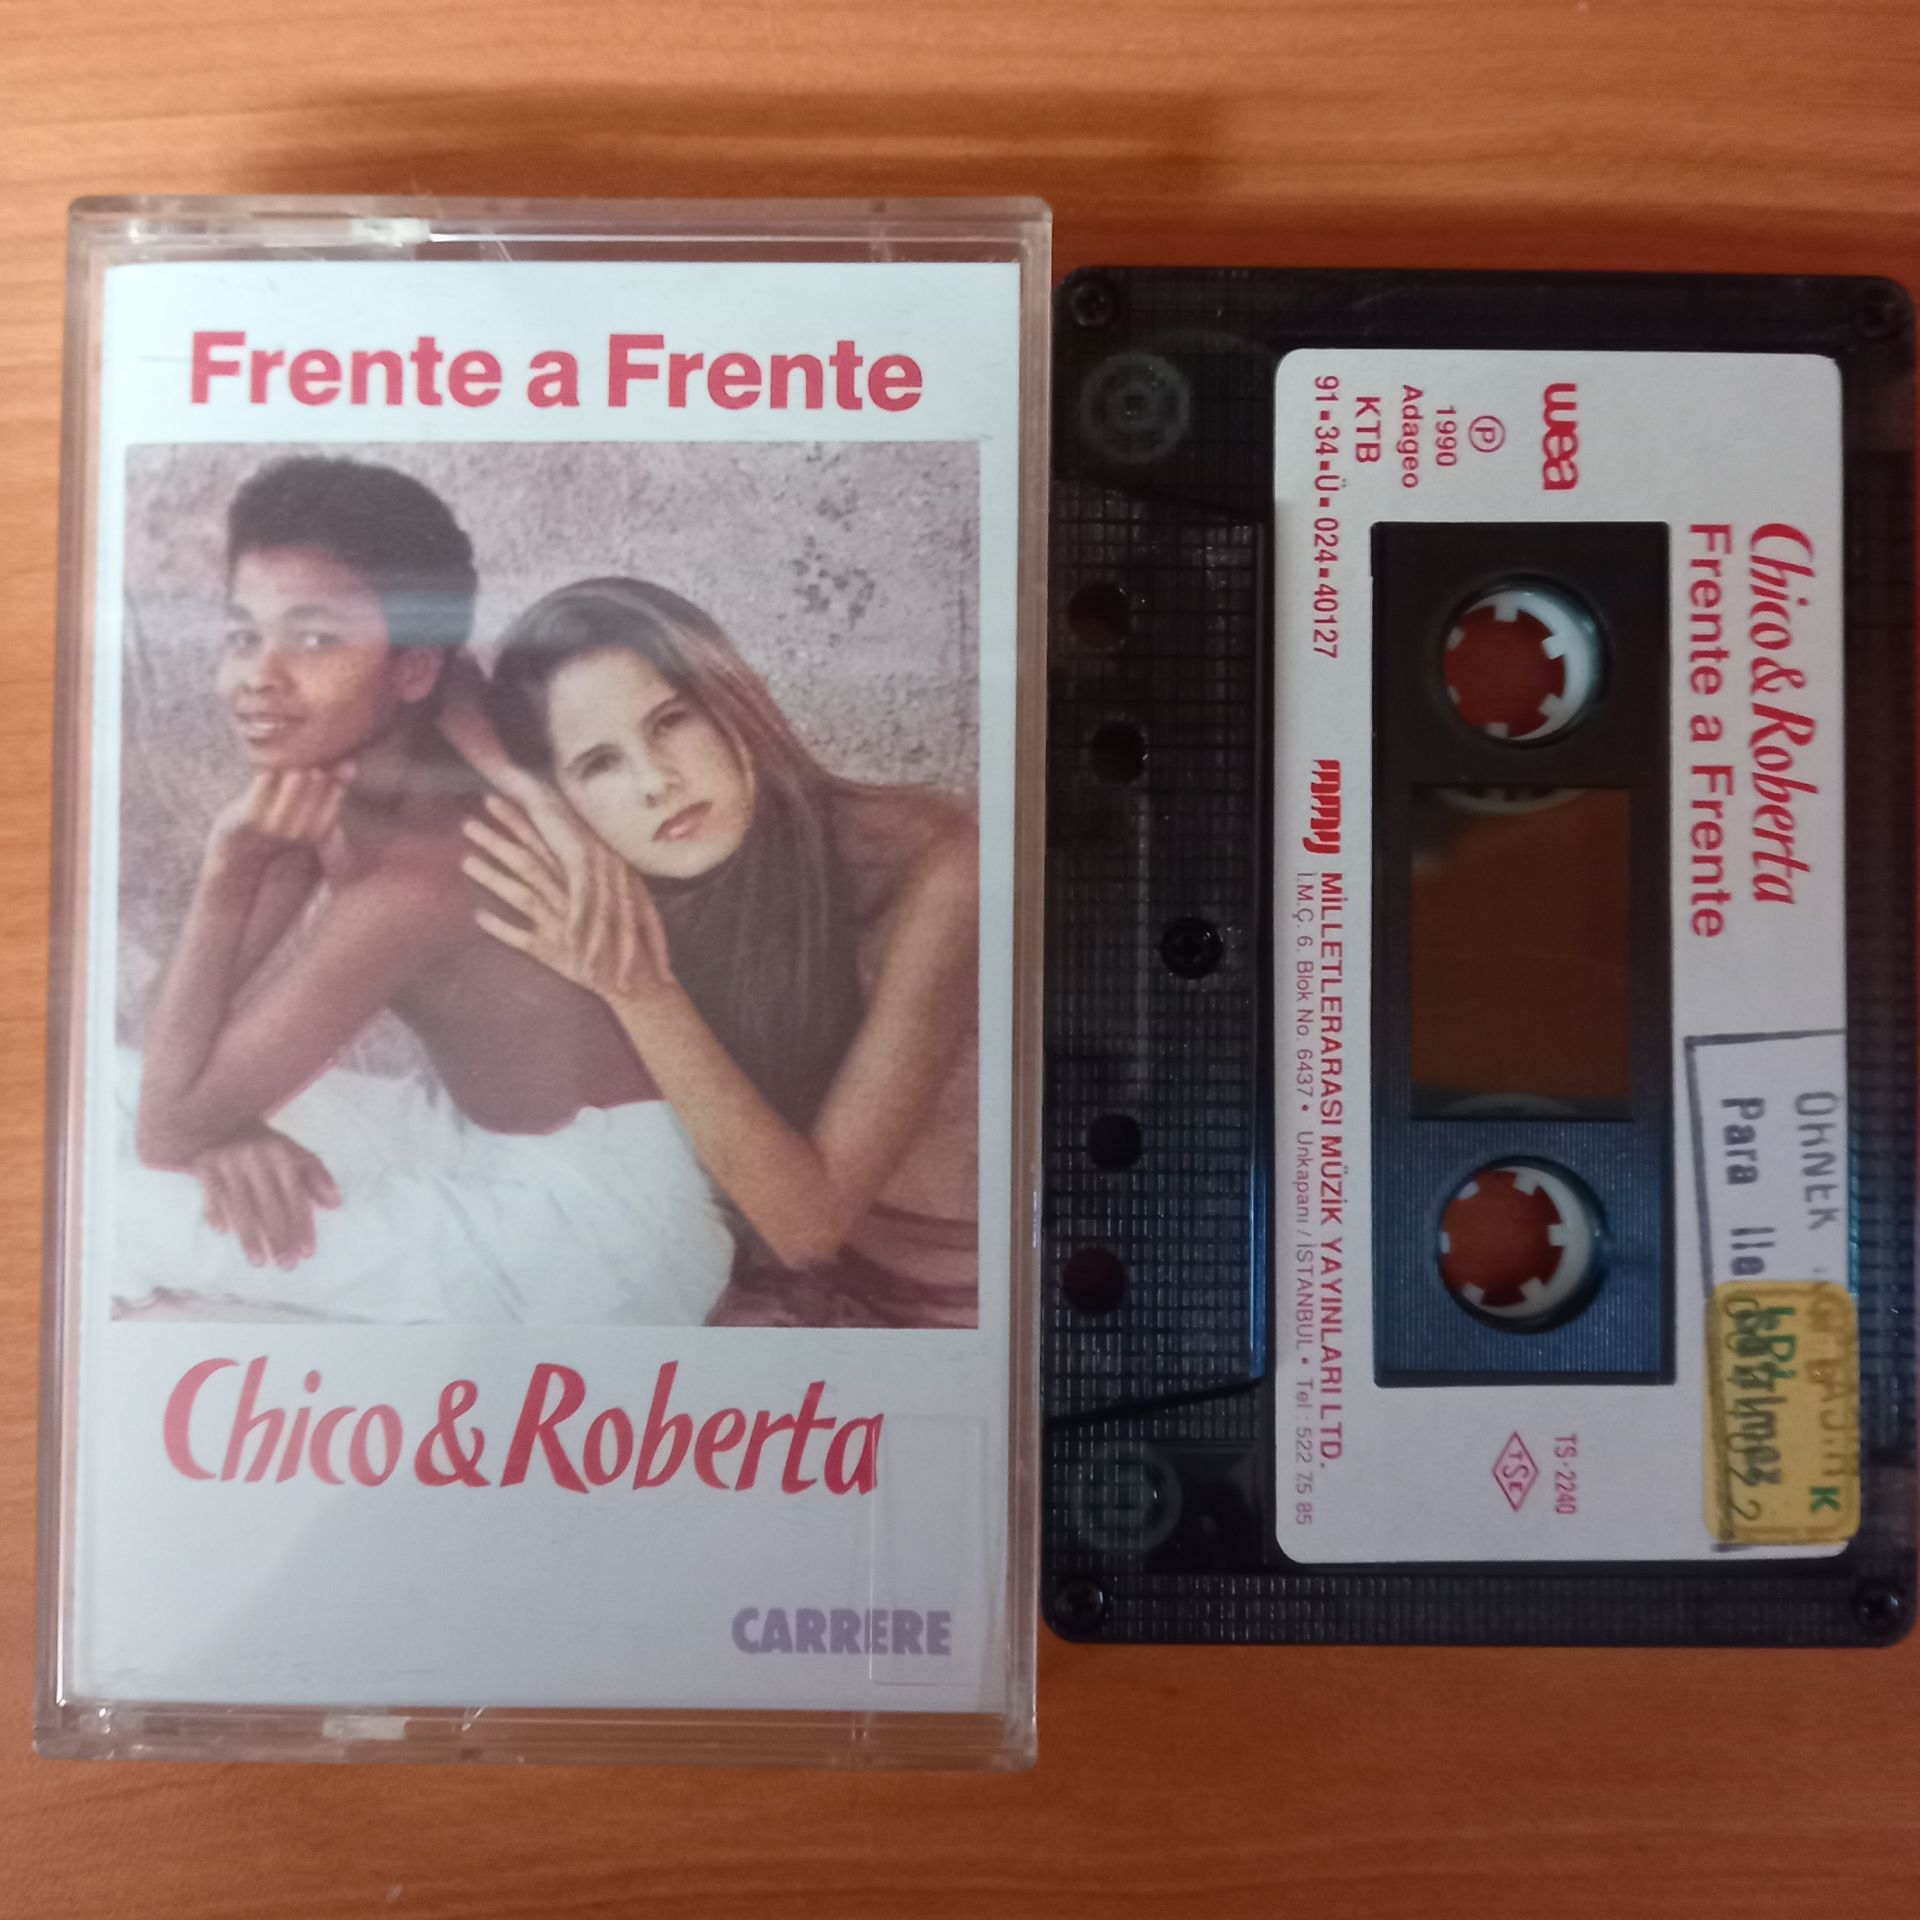 Frente a Frente
Chico & Roberta
CARRERE
Chico & Roberta
Frente a Frente
wea
℗
1990
Adageo
KTB
91▪34▪Ü▪024▪40127
MİLLETLERARASI MÜZİK YAYINLARI LTD.
İ.M.Ç. 6. Blok No 6437 • Unkapanı / İSTANBUL • Tel : 522 75 85
TS-2240
TSE
ÖRNEK
Para ile